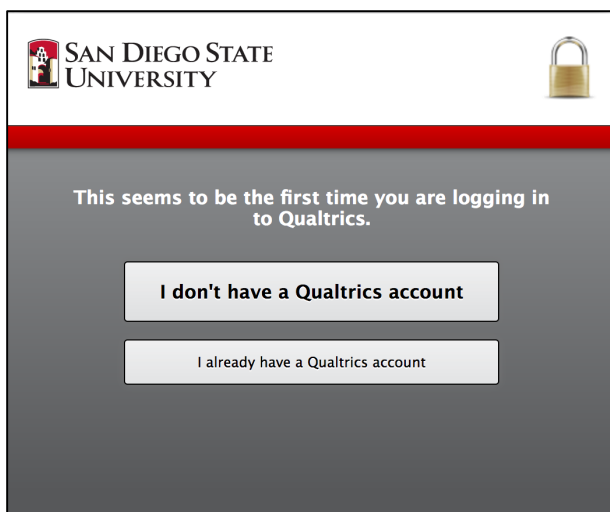 SAN DIEGO STATE
UNIVERSITY
This seems to be the first time you are logging in
to Qualtrics.
I don't have a Qualtrics account
I already have a Qualtrics account